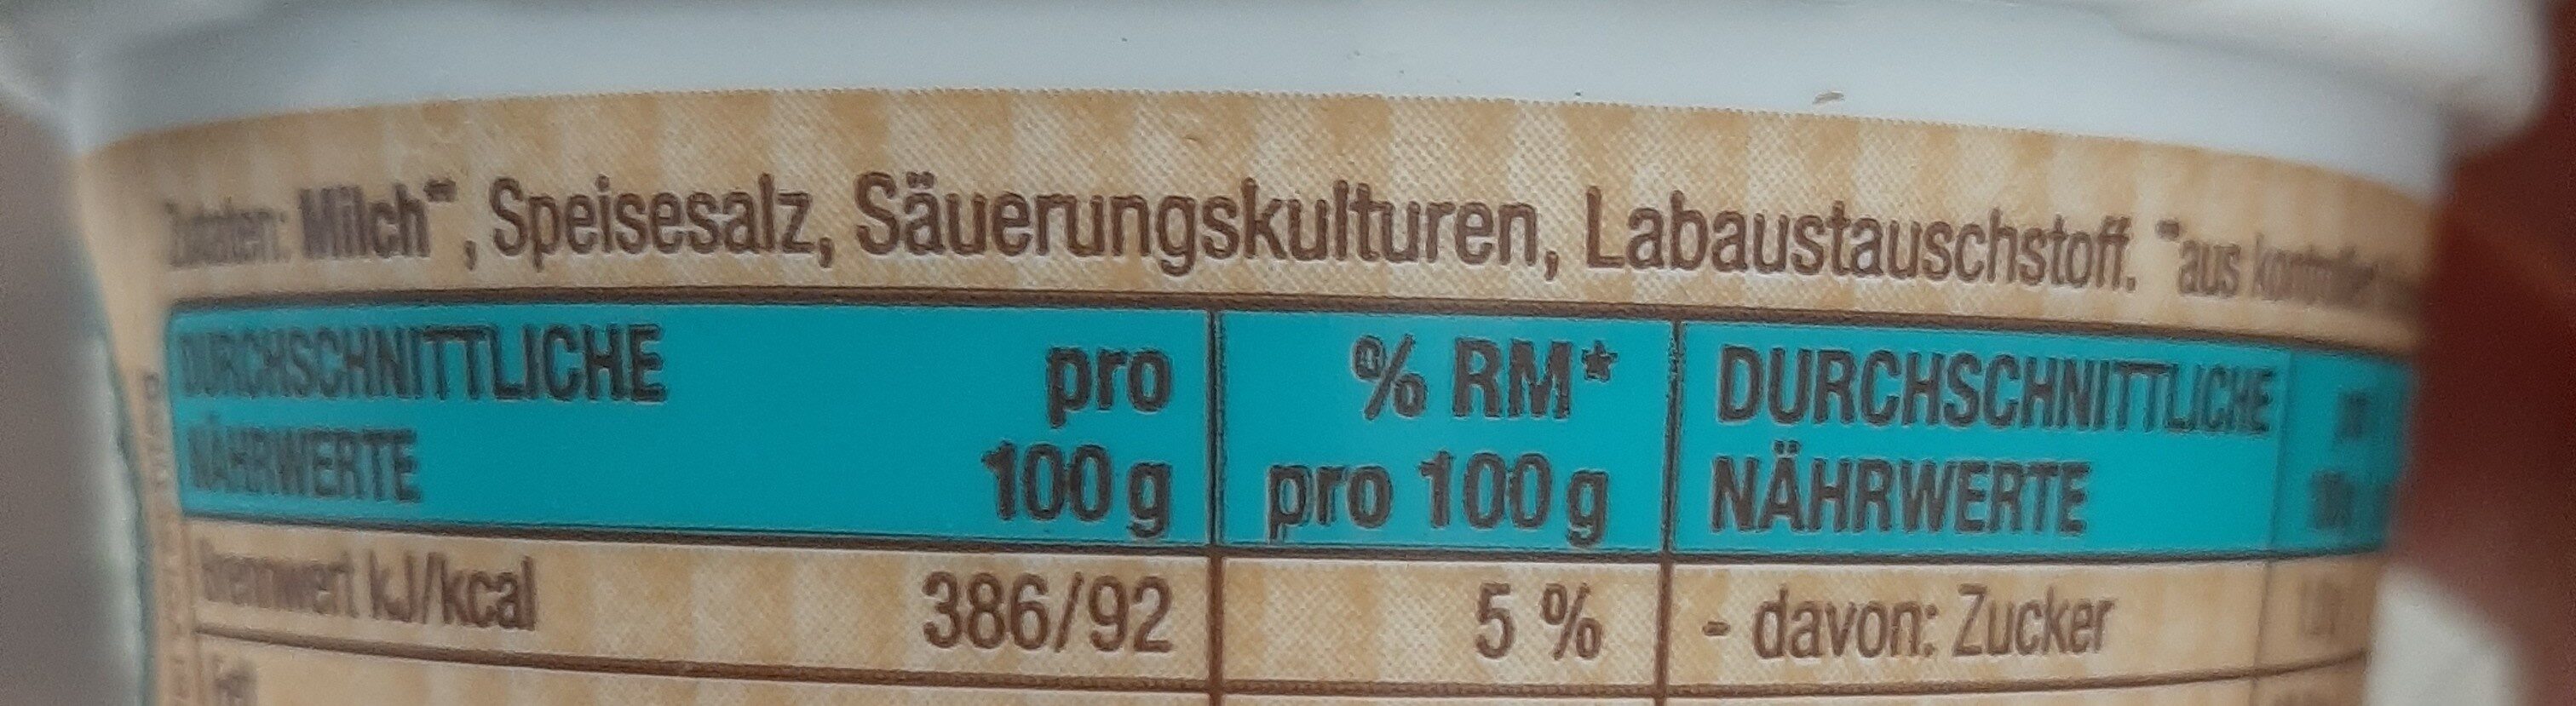 Zutaten: Milch**, Speisesalz, Säuerungskulturen, Labaustauschstoff. **aus
DURCHSCHNITTLICHE NÄHRWERTE
pro 100 g
% RM* pro 100 g
DURCHSCHNITTLICHE NÄHRWERTE
Brennwert kJ/kcal 386/92 5 % - davon: Zucker
Fett